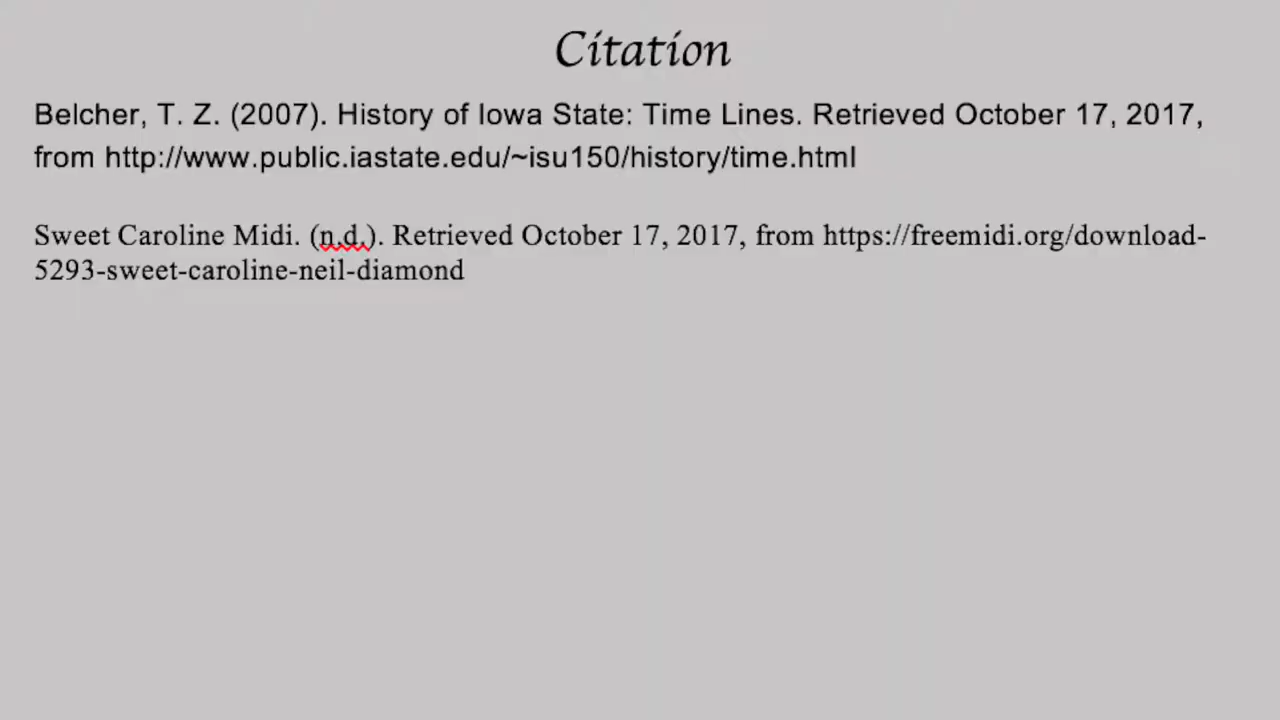 Citation
Belcher, T. Z. (2007). History of Iowa State: Time Lines. Retrieved October 17, 2017,
from http://www.public.iastate.edu/~isu150/history/time.html
Sweet Caroline Midi. (n.d.). Retrieved October 17, 2017, from https://freemidi.org/download-
5293-sweet-caroline-neil-diamond